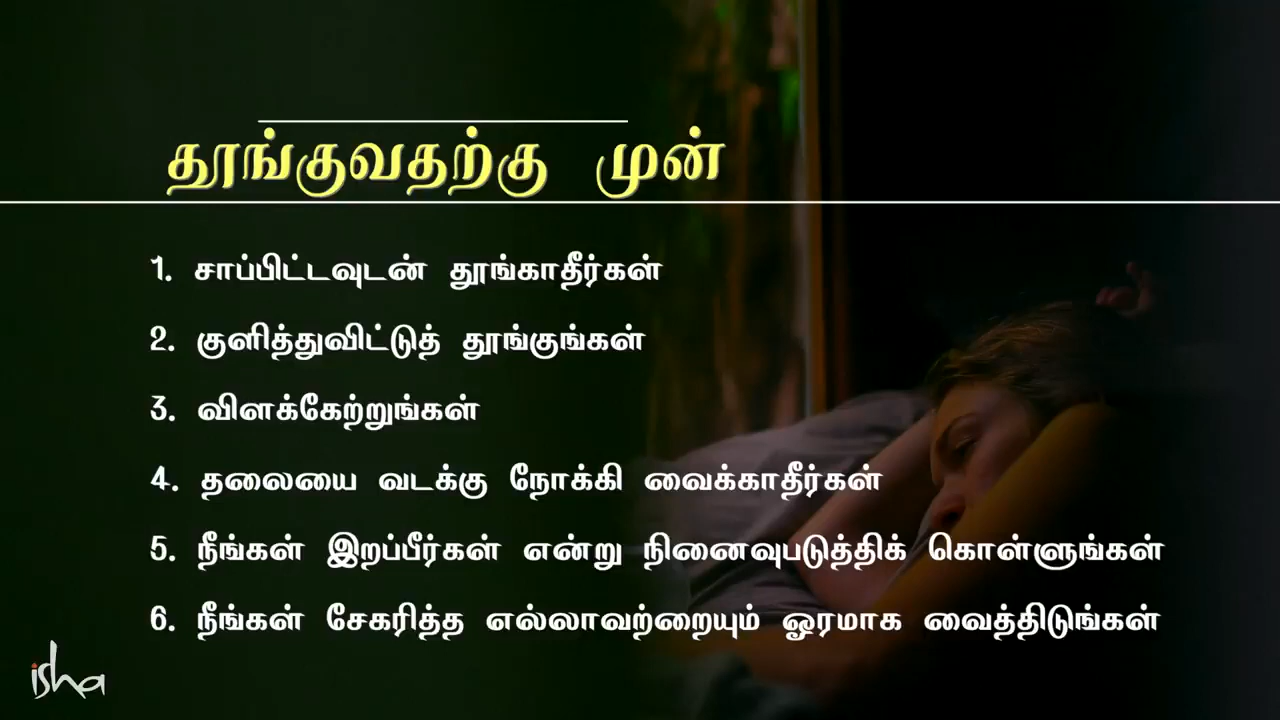 தூங்குவதற்கு முன்
1. சாப்பிட்டவுடன் தூங்காதீர்கள்
2. குளித்துவிட்டுத் தூங்குங்கள்
3. விளக்கேற்றுங்கள்
4. தலையை வடக்கு நோக்கி வைக்காதீர்கள்
5. நீங்கள் இறப்பீர்கள் என்று நினைவுபடுத்திக் கொள்ளுங்கள்
6. நீங்கள் சேகரித்த எல்லாவற்றையும் ஓரமாக வைத்திடுங்கள்
isha